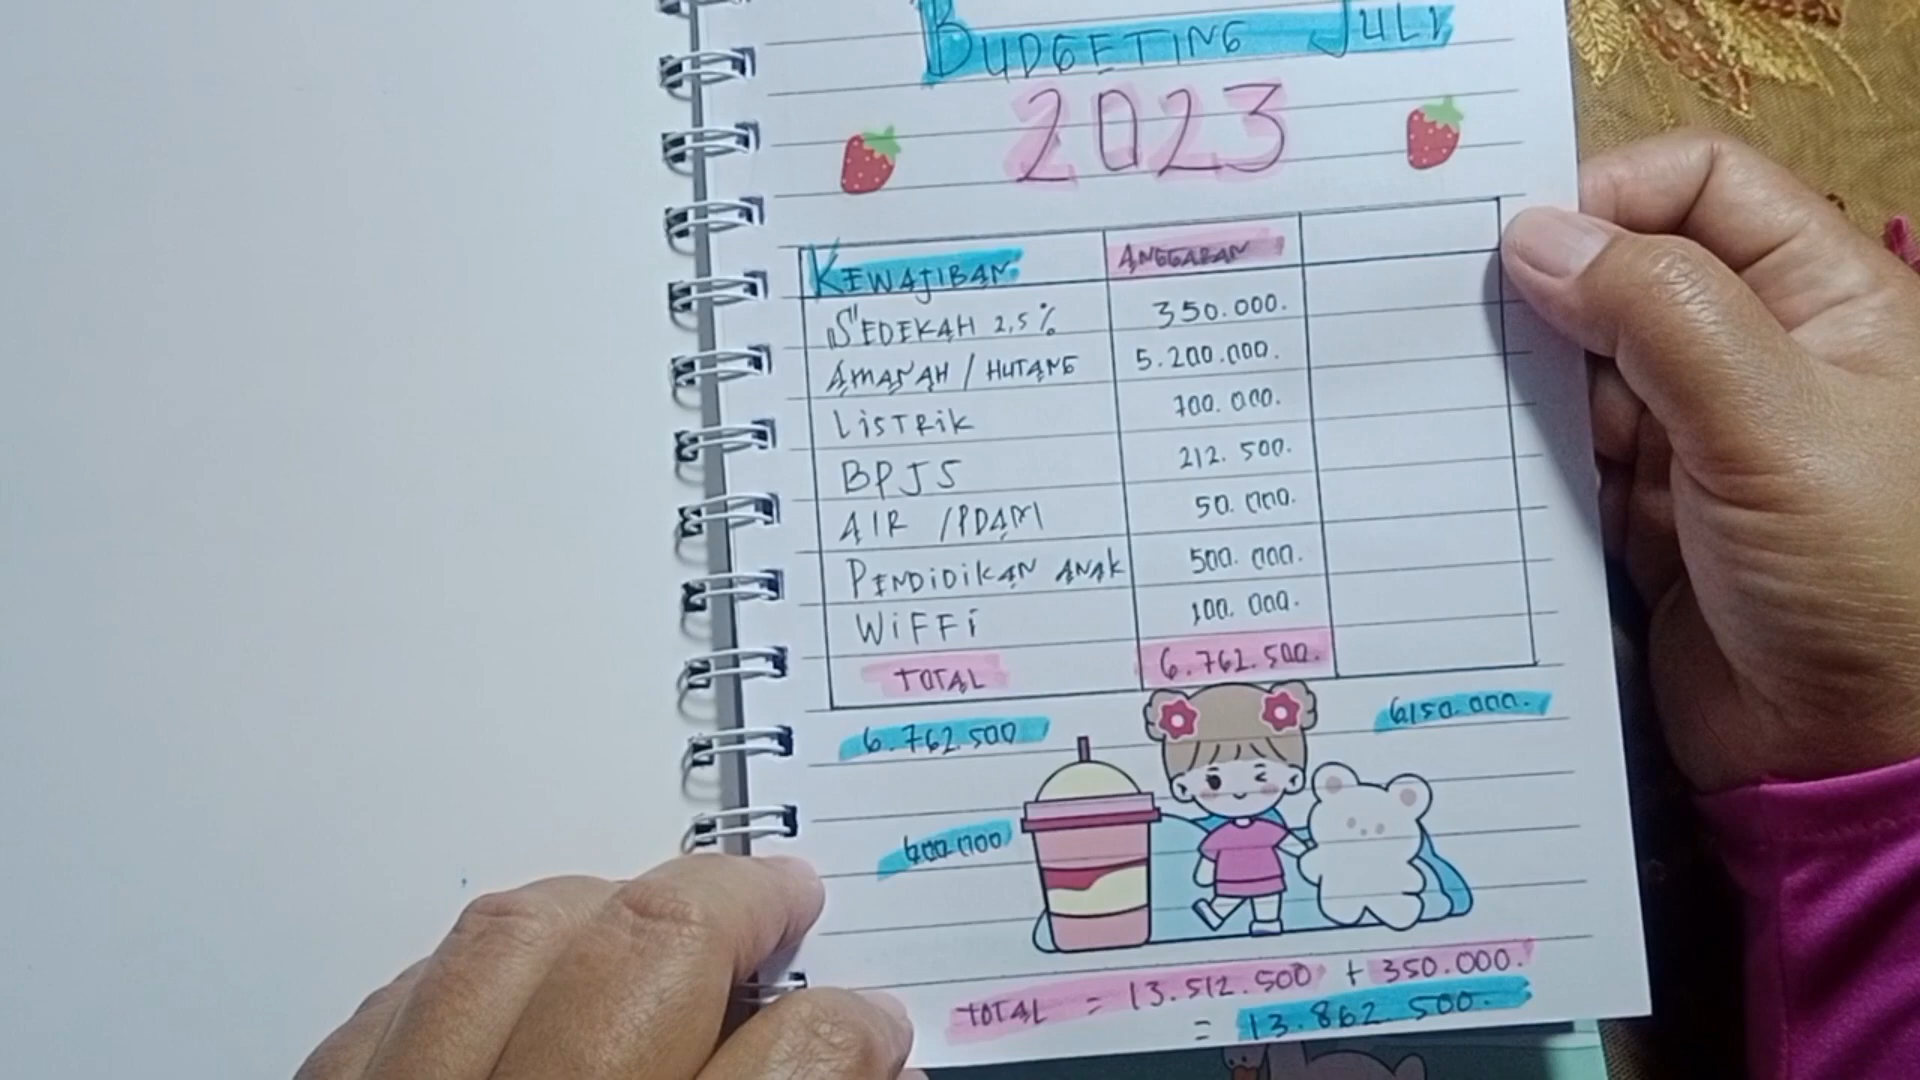 BUDGETING JULI
2023
KEWAJIBAN ANGGARAN
SEDEKAH 2,5% 350.000.
AMANAH / HUTANG 5.200.000.
LiSTRiK 700.000.
BPJS 212.500.
AIR /PDAM 50.000.
PENDiDiKAN ANAK 500.000.
WiFFi 100.000.
TOTAL 6.762.500.
6.762.500 6150.000.
600.000
TOTAL = 13.512.500 + 350.000.
= 13.862.500.